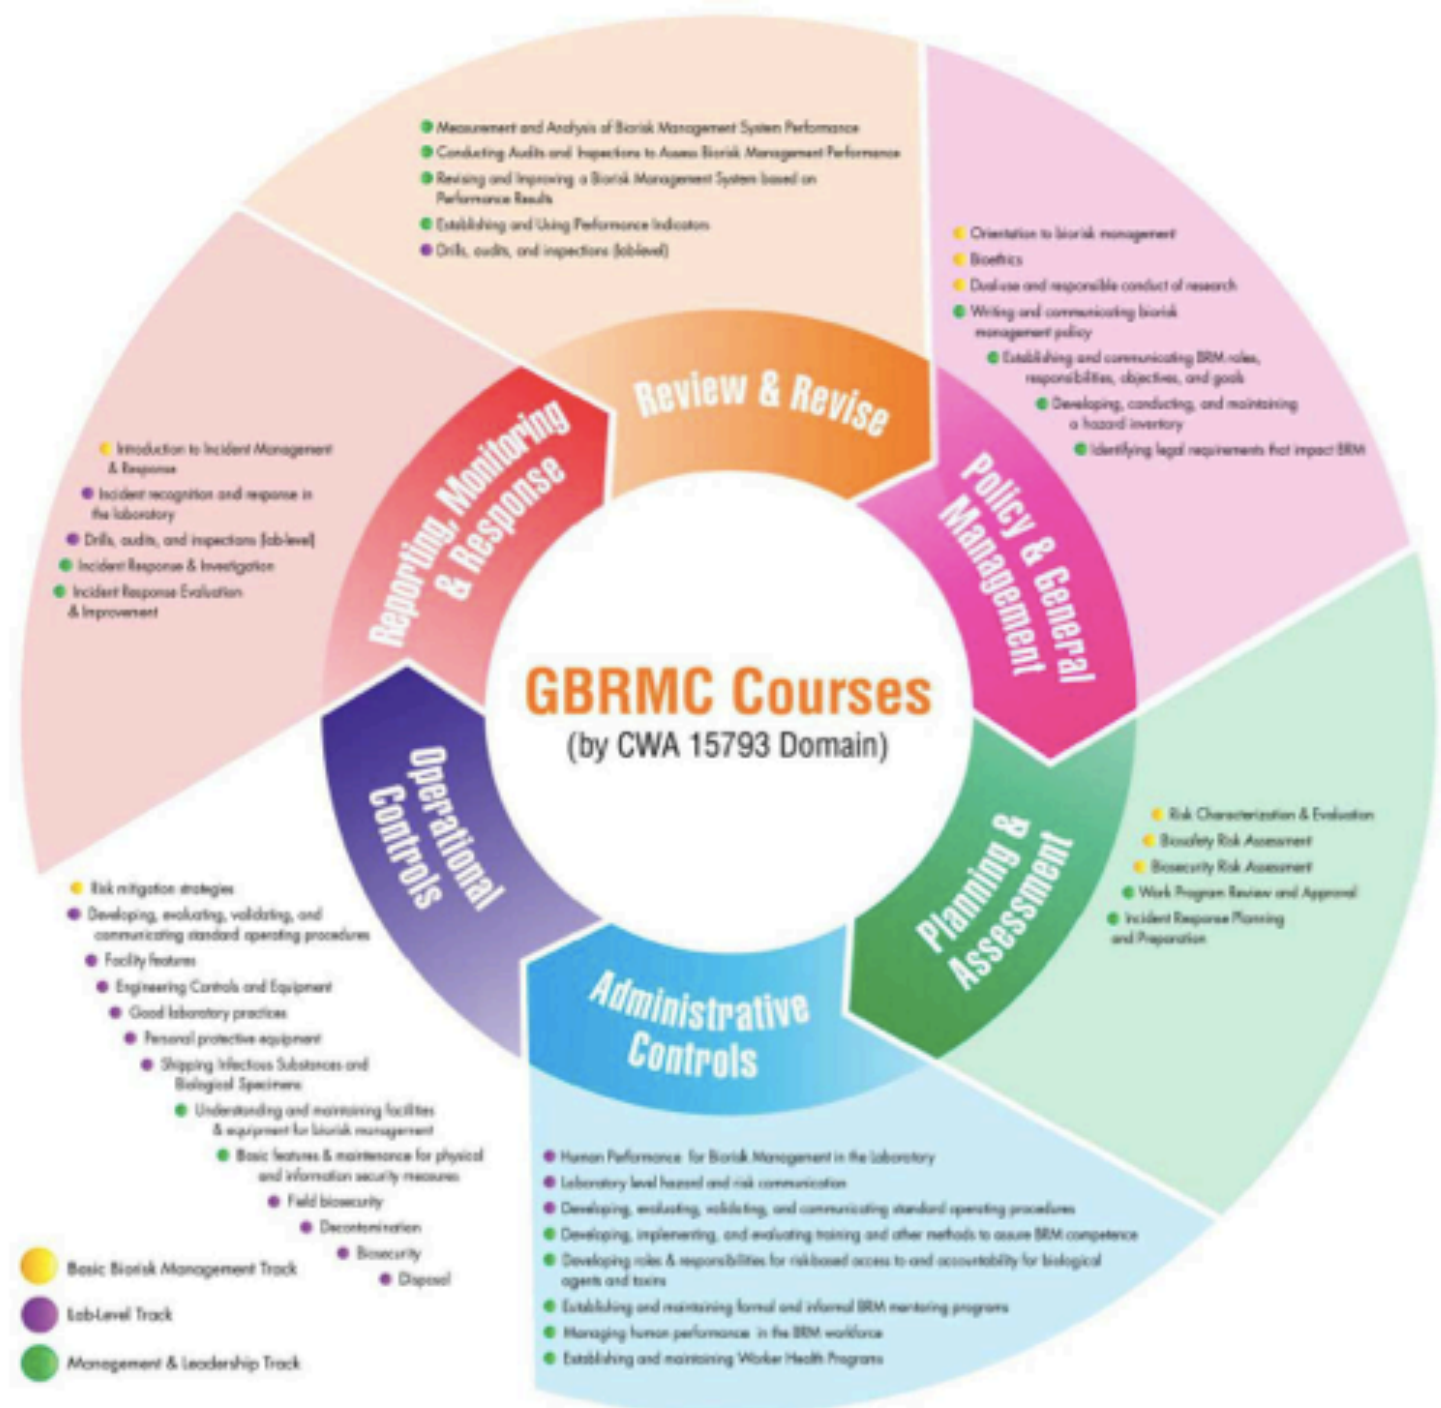 GBRMC Courses
(by CWA 15793 Domain)
Review & Revise
Measurement and Analysis of Biorisk Management System Performance
Conducting Audits and Inspections to Assess Biorisk Management Performance
Revising and Improving a Biorisk Management System based on
Performance Results
Establishing and Using Performance Indicators
Drills, audits, and inspections (lab-level)
Policy & General
Management
Orientation to biorisk management
Bioethics
Dual-use and responsible conduct of research
Writing and communicating biorisk
management policy
Establishing and communicating BRM roles,
responsibilities, objectives, and goals
Developing, conducting, and maintaining
a hazard inventory
Identifying legal requirements that impact BRM
Planning &
Assessment
Risk Characterization & Evaluation
Biosafety Risk Assessment
Biosecurity Risk Assessment
Work Program Review and Approval
Incident Response Planning
and Preparation
Administrative
Controls
Human Performance for Biorisk Management in the Laboratory
Laboratory level hazard and risk communication
Developing, evaluating, validating, and communicating standard operating procedures
Developing, implementing, and evaluating training and other methods to assure BRM competence
Developing roles & responsibilities for risk-based access to and accountability for biological
agents and toxins
Establishing and maintaining formal and informal BRM mentoring programs
Managing human performance in the BRM workforce
Establishing and maintaining Worker Health Programs
Operational
Controls
Risk mitigation strategies
Developing, evaluating, validating, and
communicating standard operating procedures
Facility features
Engineering Controls and Equipment
Good laboratory practices
Personal protective equipment
Shipping Infectious Substances and
Biological Specimens
Understanding and maintaining facilities
& equipment for biorisk management
Basic features & maintenance for physical
and information security measures
Field biosecurity
Decontamination
Biosecurity
Disposal
Reporting, Monitoring
& Response
Introduction to Incident Management
& Response
Incident recognition and response in
the laboratory
Drills, audits, and inspections (lab-level)
Incident Response & Investigation
Incident Response Evaluation
& Improvement
Basic Biorisk Management Track
Lab-Level Track
Management & Leadership Track